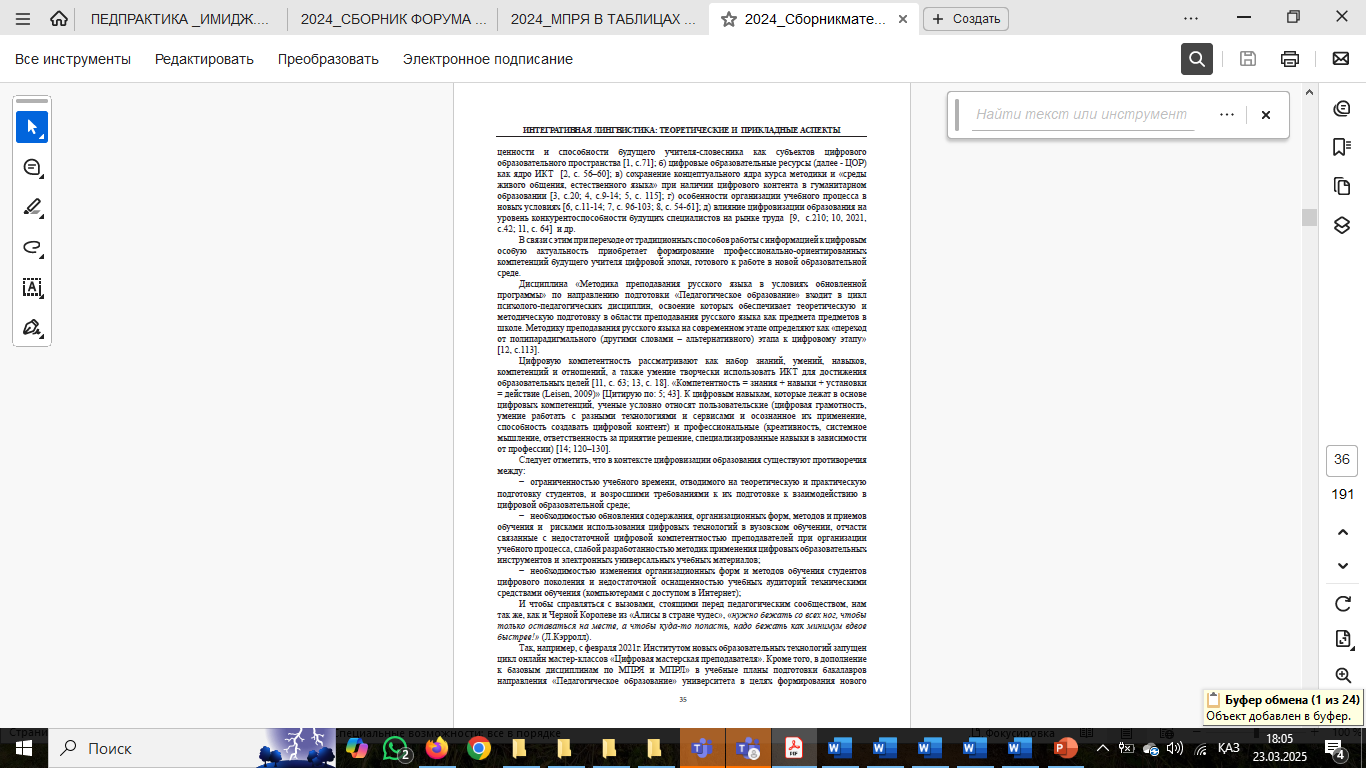 ПЕДПРАКТИКА _ИМИДЖ....
2024_СБОРНИК ФОРУМА ...
2024_МПРЯ В ТАБЛИЦАХ ...
2024_Сборникмате...
Создать
Все инструменты
Редактировать
Преобразовать
Электронное подписание
Найти текст или инструмент
ИНТЕГРАТИВНАЯ ЛИНГВИСТИКА: ТЕОРЕТИЧЕСКИЕ И ПРИКЛАДНЫЕ АСПЕКТЫ
ценности и способности будущего учителя-словесника как субъектов цифрового
образовательного пространства [1, с.71]; б) цифровые образовательные ресурсы (далее - ЦОР)
как ядро ИКТ [2, с. 56–60]; в) сохранение концептуального ядра курса методики и «среды
живого общения, естественного языка» при наличии цифрового контента в гуманитарном
образовании [3, с.20; 4, с.9-14; 5, с. 115]; г) особенности организации учебного процесса в
новых условиях [6, с.11-14; 7, с. 96-103; 8, с. 54-61]; д) влияние цифровизации образования на
уровень конкурентоспособности будущих специалистов на рынке труда [9, с.210; 10, 2021,
с.42; 11, с. 64] и др.
В связи с этим при переходе от традиционных способов работы с информацией к цифровым
особую актуальность приобретает формирование профессионально-ориентированных
компетенций будущего учителя цифровой эпохи, готового к работе в новой образовательной
среде.
Дисциплина «Методика преподавания русского языка в условиях обновленной
программы» по направлению подготовки «Педагогическое образование» входит в цикл
психолого-педагогических дисциплин, освоение которых обеспечивает теоретическую и
методическую подготовку в области преподавания русского языка как предмета предметов в
школе. Методику преподавания русского языка на современном этапе определяют как «переход
от полипарадигмального (другими словами – альтернативного) этапа к цифровому этапу»
[12, с.113].
Цифровую компетентность рассматривают как набор знаний, умений, навыков,
компетенций и отношений, а также умение творчески использовать ИКТ для достижения
образовательных целей [11, с. 63; 13, с. 18]. «Компетентность = знания + навыки + установки
= действие (Leisen, 2009)» [Цитирую по: 5; 43]. К цифровым навыкам, которые лежат в основе
цифровых компетенций, ученые условно относят пользовательские (цифровая грамотность,
умение работать с разными технологиями и сервисами и осознанное их применение,
способность создавать цифровой контент) и профессиональные (креативность, системное
мышление, ответственность за принятие решение, специализированные навыки в зависимости
от профессии) [14; 120–130].
Следует отметить, что в контексте цифровизации образования существуют противоречия
между:
– ограниченностью учебного времени, отводимого на теоретическую и практическую
подготовку студентов, и возросшими требованиями к их подготовке к взаимодействию в
цифровой образовательной среде;
– необходимостью обновления содержания, организационных форм, методов и приемов
обучения и рисками использования цифровых технологий в вузовском обучении, отчасти
связанные с недостаточной цифровой компетентностью преподавателей при организации
учебного процесса, слабой разработанностью методик применения цифровых образовательных
инструментов и электронных универсальных учебных материалов;
– необходимостью изменения организационных форм и методов обучения студентов
цифрового поколения и недостаточной оснащенностью учебных аудиторий техническими
средствами обучения (компьютерами с доступом в Интернет);
И чтобы справляться с вызовами, стоящими перед педагогическим сообществом, нам
так же, как и Черной Королеве из «Алисы в стране чудес», «нужно бежать со всех ног, чтобы
только оставаться на месте, а чтобы куда-то попасть, надо бежать как минимум вдвое
быстрее!» (Л.Кэрролл).
Так, например, с февраля 2021г. Институтом новых образовательных технологий запущен
цикл онлайн мастер-классов «Цифровая мастерская преподавателя». Кроме того, в дополнение
к базовым дисциплинам по МПРЯ и МПРЛ» в учебные планы подготовки бакалавров
направления «Педагогическое образование» университета в целях формирования нового
35
36
191
Буфер обмена (1 из 24)
Объект добавлен в буфер.
Специальные возможности: все в порядке
Фокусировка
100 %
Поиск
2
КАЗ
18:05
23.03.2025
4